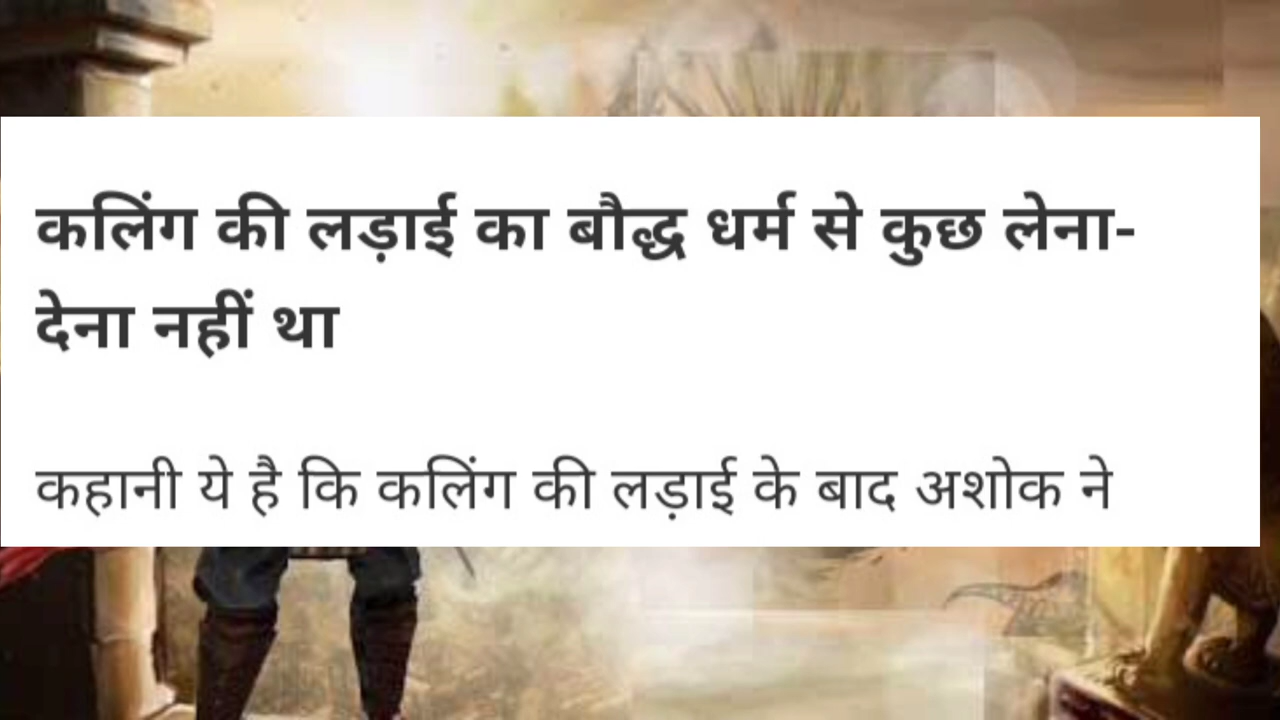 कलिंग की लड़ाई का बौद्ध धर्म से कुछ लेना-
देना नहीं था
कहानी ये है कि कलिंग की लड़ाई के बाद अशोक ने